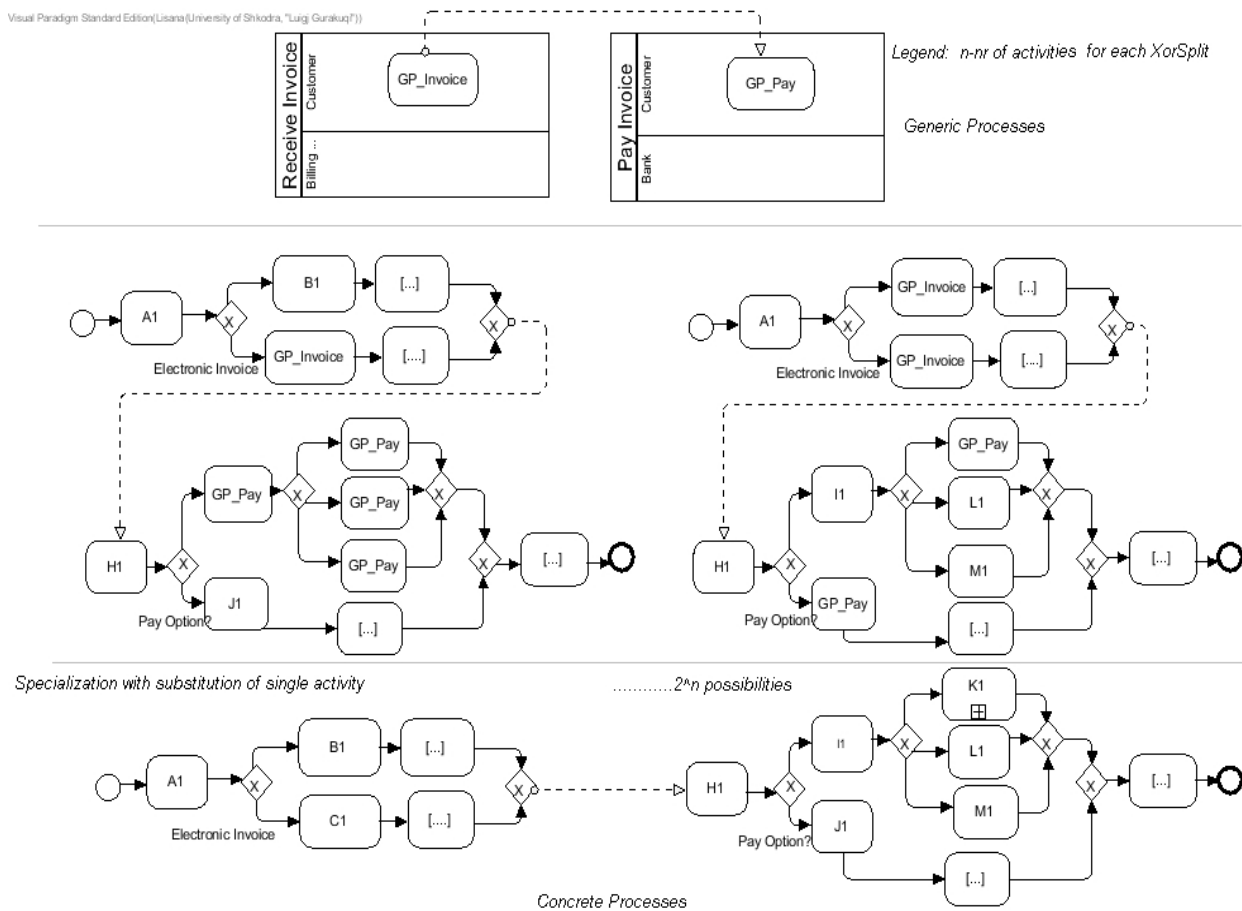 Visual Paradigm Standard Edition(Lisana(University of Shkodra, "Luigj Gurakuqi"))
Receive Invoice
Customer
Billing ...
GP_Invoice
Pay Invoice
Customer
Bank
GP_Pay
Legend: n-nr of activities for each XorSplit
Generic Processes
A1
X
B1
[...]
GP_Invoice
[....]
X
Electronic Invoice
A1
X
GP_Invoice
[...]
GP_Invoice
[....]
X
Electronic Invoice
H1
X
GP_Pay
X
GP_Pay
GP_Pay
GP_Pay
X
X
[...]
J1
Pay Option?
[...]
H1
X
I1
X
GP_Pay
L1
M1
X
X
[...]
GP_Pay
Pay Option?
[...]
Specialization with substitution of single activity
............2^n possibilities
A1
X
B1
[...]
C1
[....]
X
Electronic Invoice
H1
X
I1
X
K1
L1
M1
X
X
[...]
J1
Pay Option?
[...]
Concrete Processes